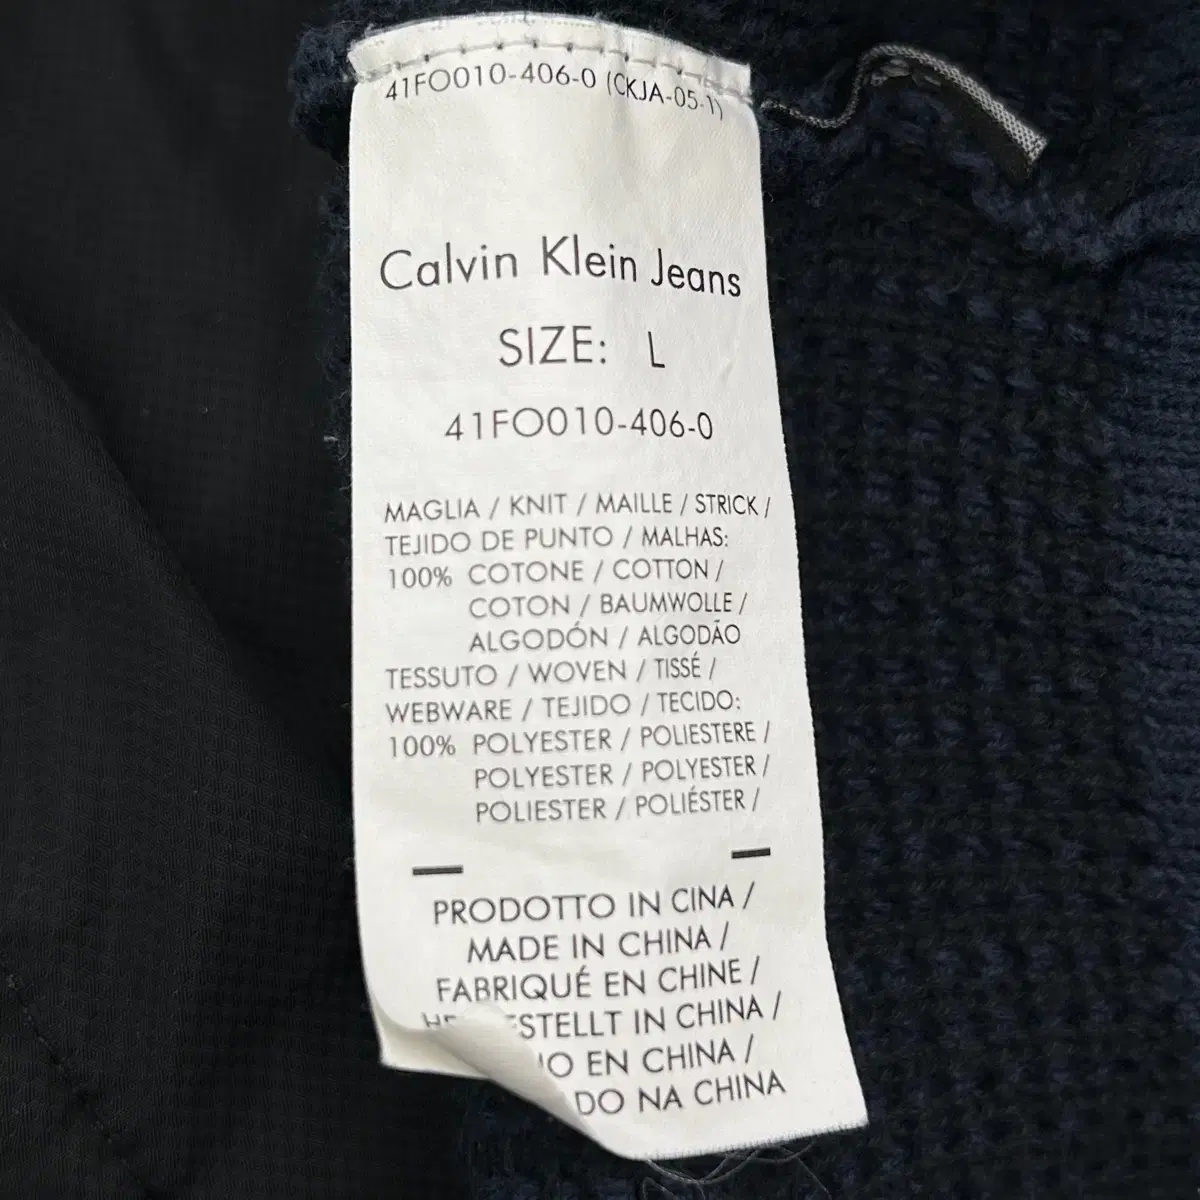 41FO010-406-0 (CKJA-05-1)
Calvin Klein Jeans
SIZE: L
41FO010-406-0
MAGLIA / KNIT / MAILLE / STRICK /
TEJIDO DE PUNTO / MALHAS:
100% COTONE / COTTON /
COTON / BAUMWOLLE /
ALGODÓN / ALGODÃO
TESSUTO / WOVEN / TISSÉ /
WEBWARE / TEJIDO / TECIDO:
100% POLYESTER / POLIESTERE /
POLYESTER / POLYESTER /
POLIESTER / POLIÉSTER /
PRODOTTO IN CINA /
MADE IN CHINA /
FABRIQUÉ EN CHINE /
IN CHINA /
EN CHINA /
NA CHINA